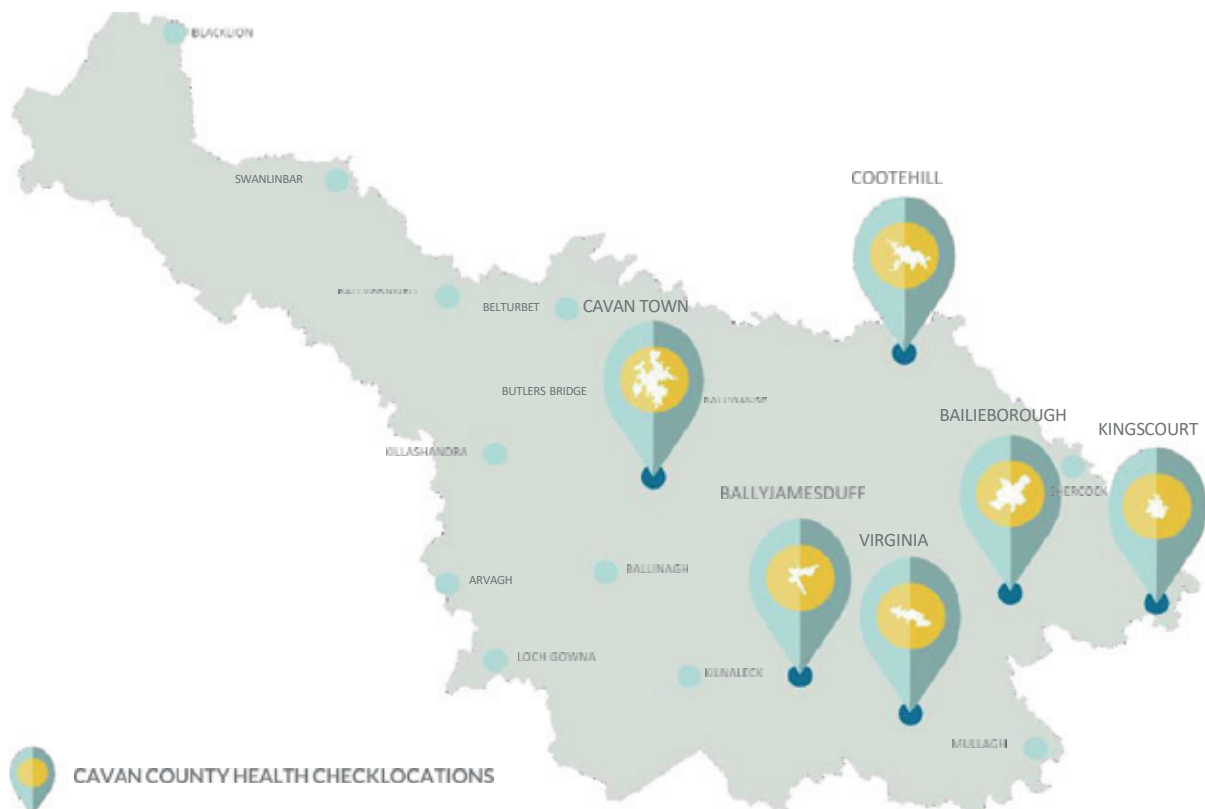 BLACKLION
SWANLINBAR
COOTEHILL
BELTURBET
CAVAN TOWN
BUTLERS BRIDGE
BAILIEBOROUGH
KINGSCOURT
KILLASHANDRA
BALLYJAMESDUFF
SHERCOCK
VIRGINIA
BALLINAGH
ARVAGH
LOCH GOWNA
KILNALECK
MULLAGH
CAVAN COUNTY HEALTH CHECKLOCATIONS